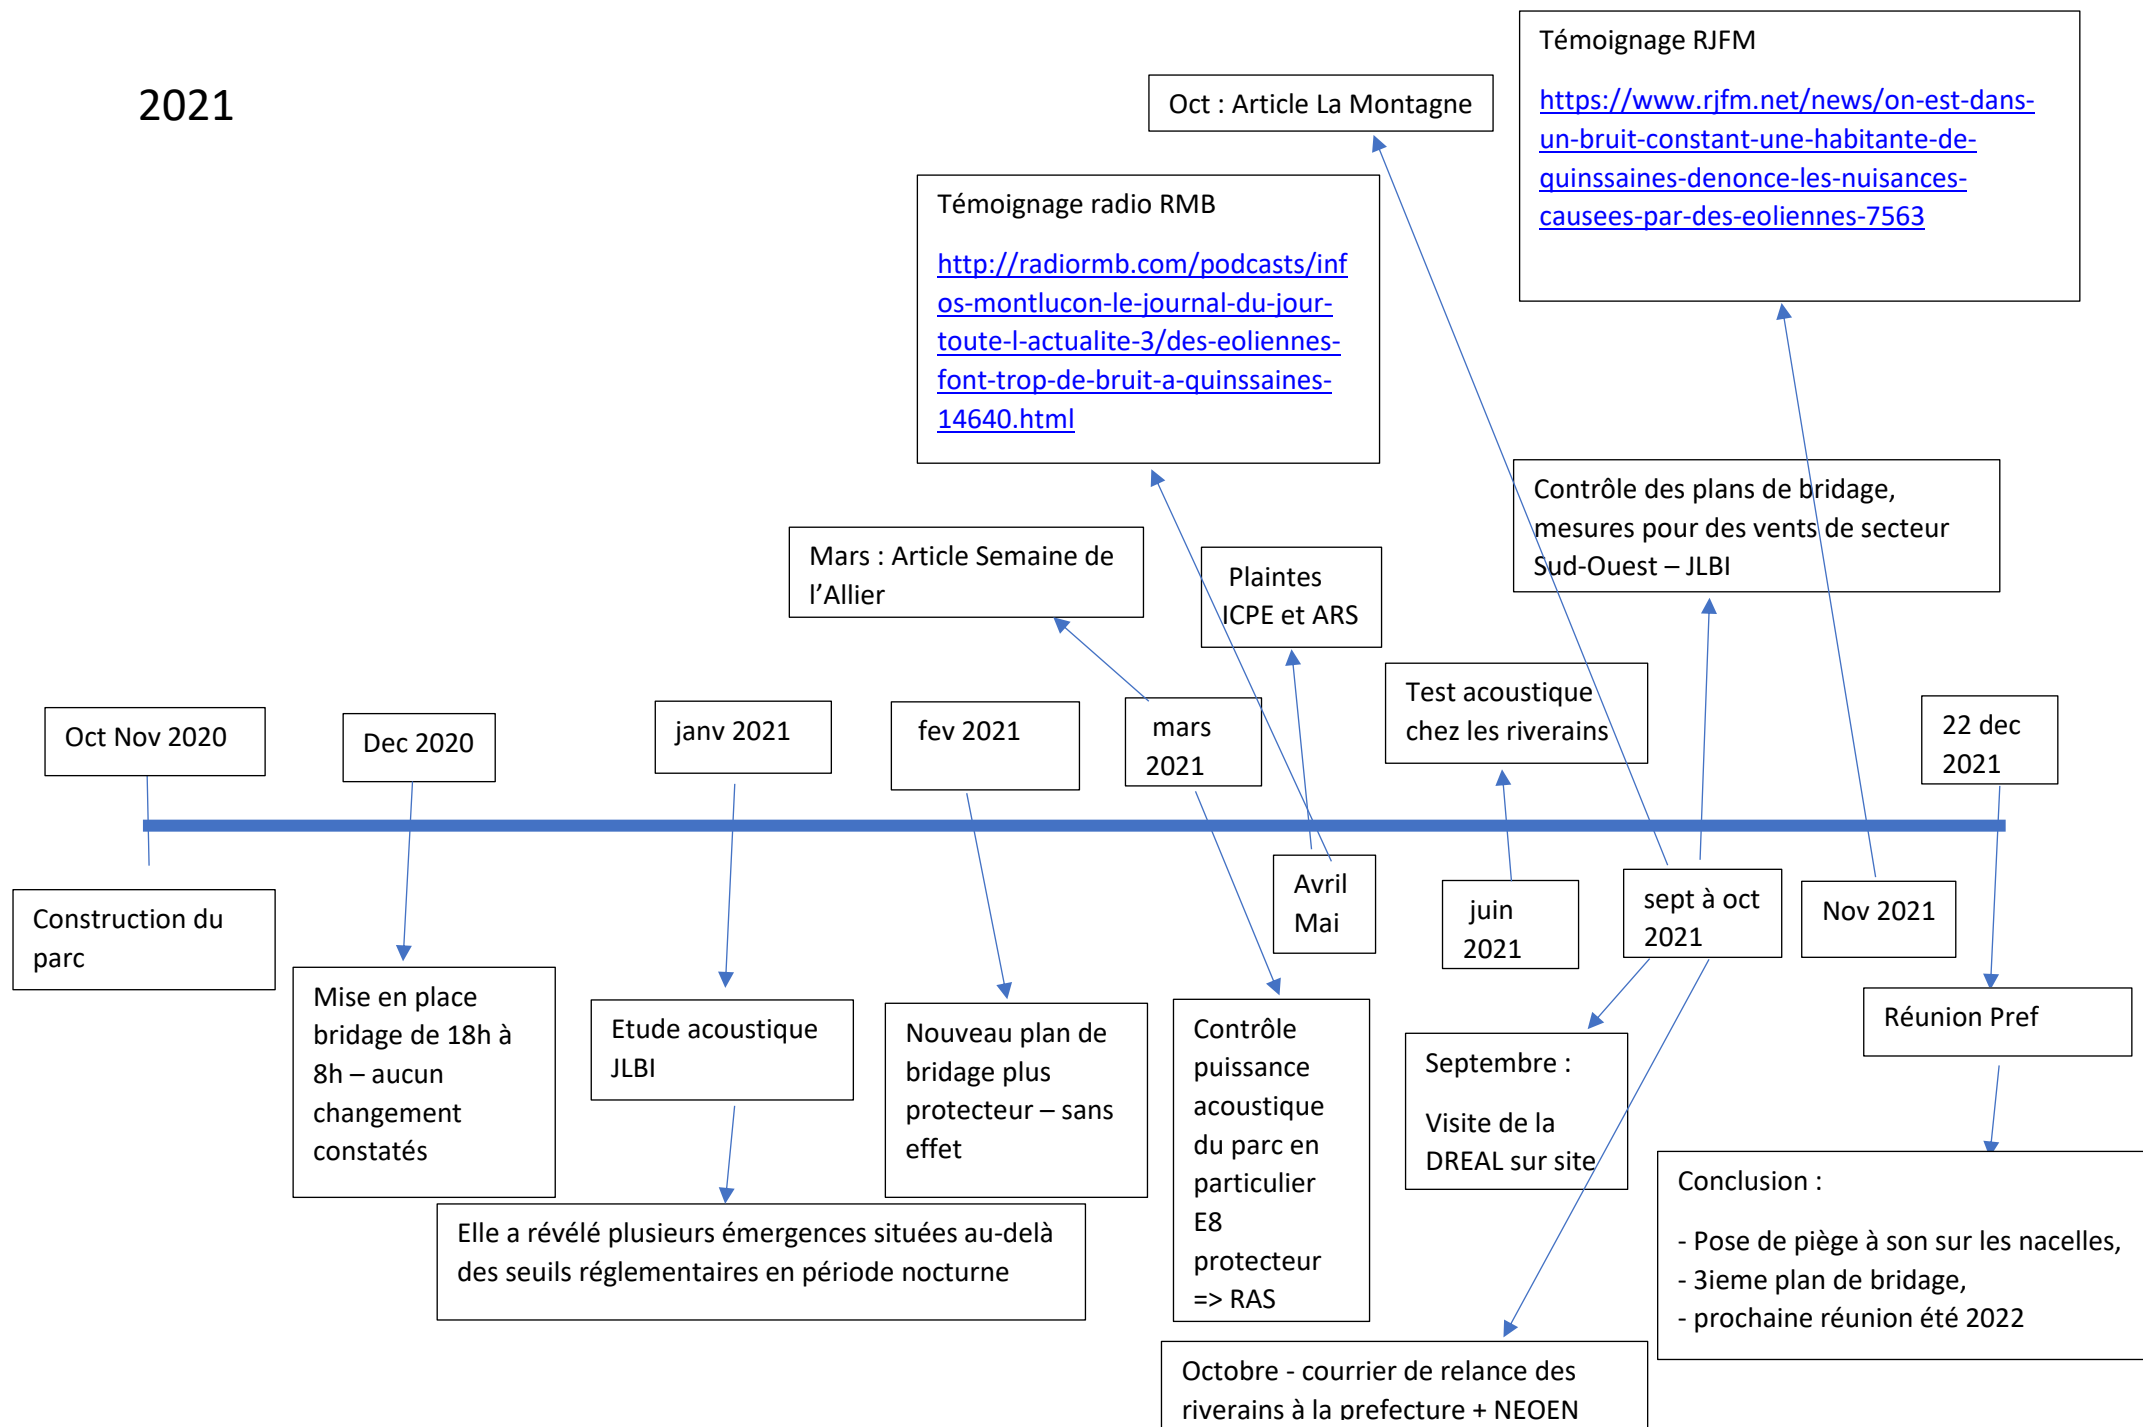 2021
Témoignage RJFM
https://www.rjfm.net/news/on-est-dans-
un-bruit-constant-une-habitante-de-
quinssaines-denonce-les-nuisances-
causees-par-des-eoliennes-7563
Oct : Article La Montagne
Témoignage radio RMB
http://radiormb.com/podcasts/inf
os-montlucon-le-journal-du-jour-
toute-l-actualite-3/des-eoliennes-
font-trop-de-bruit-a-quinssaines-
14640.html
Contrôle des plans de bridage,
mesures pour des vents de secteur
Sud-Ouest – JLBI
Mars : Article Semaine de
l’Allier
Plaintes
ICPE et ARS
Test acoustique
chez les riverains
Oct Nov 2020
Dec 2020
janv 2021
fev 2021
mars
2021
22 dec
2021
Construction du
parc
Avril
Mai
juin
2021
sept à oct
2021
Nov 2021
Mise en place
bridage de 18h à
8h – aucun
changement
constatés
Etude acoustique
JLBI
Nouveau plan de
bridage plus
protecteur – sans
effet
Contrôle
puissance
acoustique
du parc en
particulier
E8
protecteur
=> RAS
Septembre :
Visite de la
DREAL sur site
Réunion Pref
Elle a révélé plusieurs émergences situées au-delà
des seuils réglementaires en période nocturne
Conclusion :
- Pose de piège à son sur les nacelles,
- 3ieme plan de bridage,
- prochaine réunion été 2022
Octobre - courrier de relance des
riverains à la prefecture + NEOEN